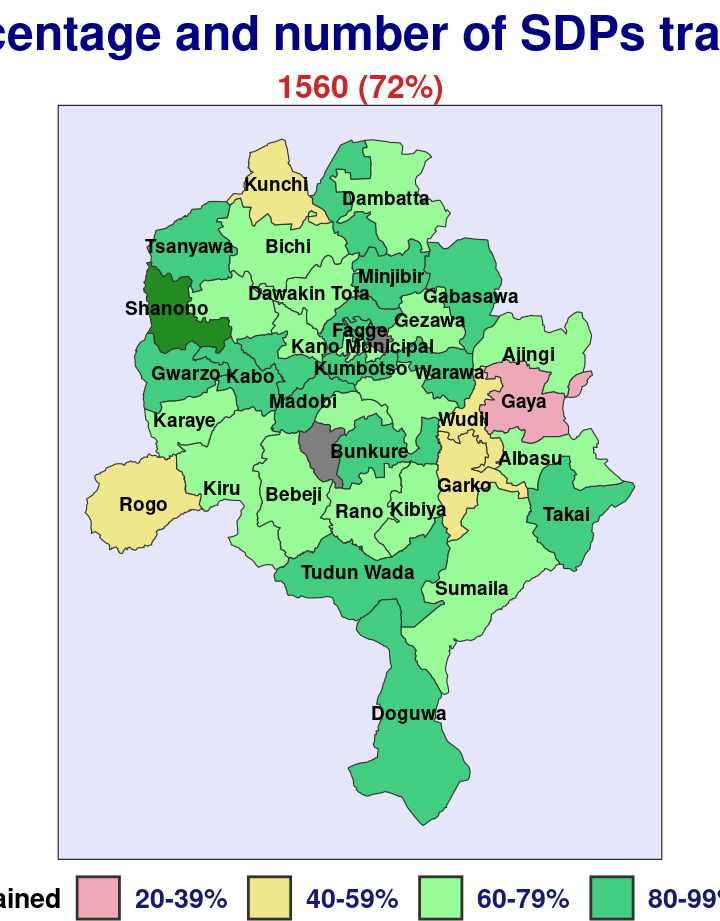 centage and number of SDPs tra
1560 (72%)
Kunchi
Dambatta
Tsanyawa
Bichi
Minjibir
Dawakin Tofa
Gabasawa
Shanono
Gezawa
Fagge
Kano Municipal
Ajingi
Kumbotso
Warawa
Gwarzo
Kabo
Madobi
Gaya
Karaye
Wudil
Bunkure
Albasu
Garko
Kiru
Bebeji
Rogo
Rano
Kibiya
Takai
Tudun Wada
Sumaila
Doguwa
ained 20-39% 40-59% 60-79% 80-99%